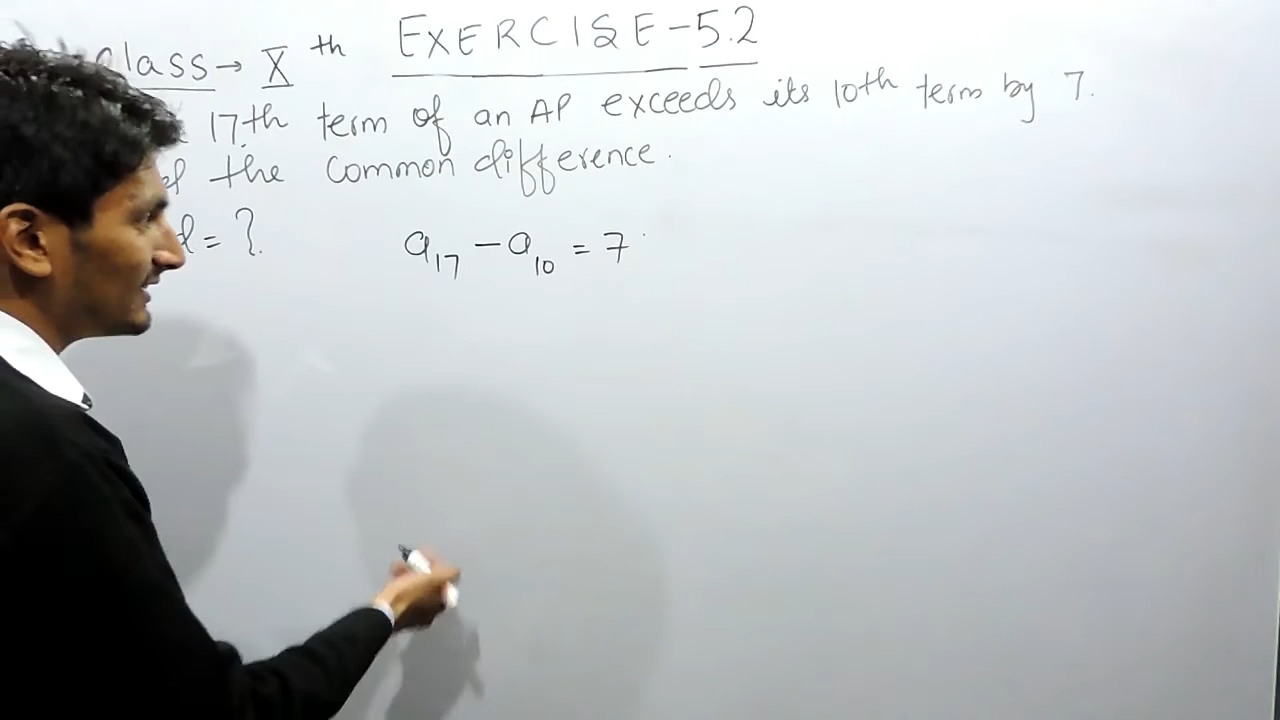 Class → X th EXERCISE-5.2
17th term of an AP exceeds its 10th term by 7.
the common difference.
d = ? a₁₇ - a₁₀ = 7